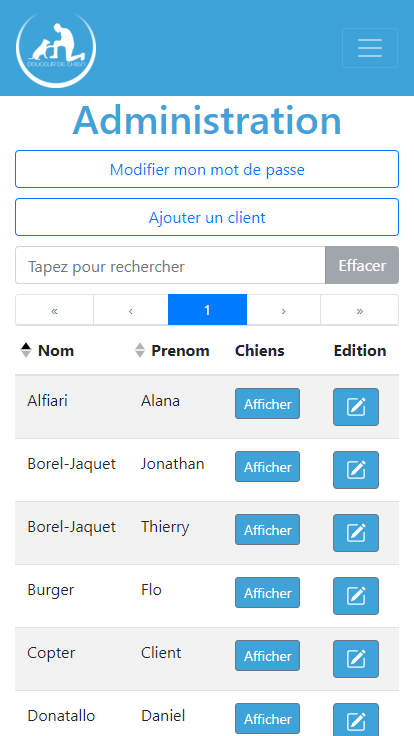 DOUCEUR DE CHIEN
Administration
Modifier mon mot de passe
Ajouter un client
Tapez pour rechercher Effacer
« ‹ 1 › »
Nom Prenom Chiens Edition
Alfiari Alana Afficher
Borel-Jaquet Jonathan Afficher
Borel-Jaquet Thierry Afficher
Burger Flo Afficher
Copter Client Afficher
Donatallo Daniel Afficher